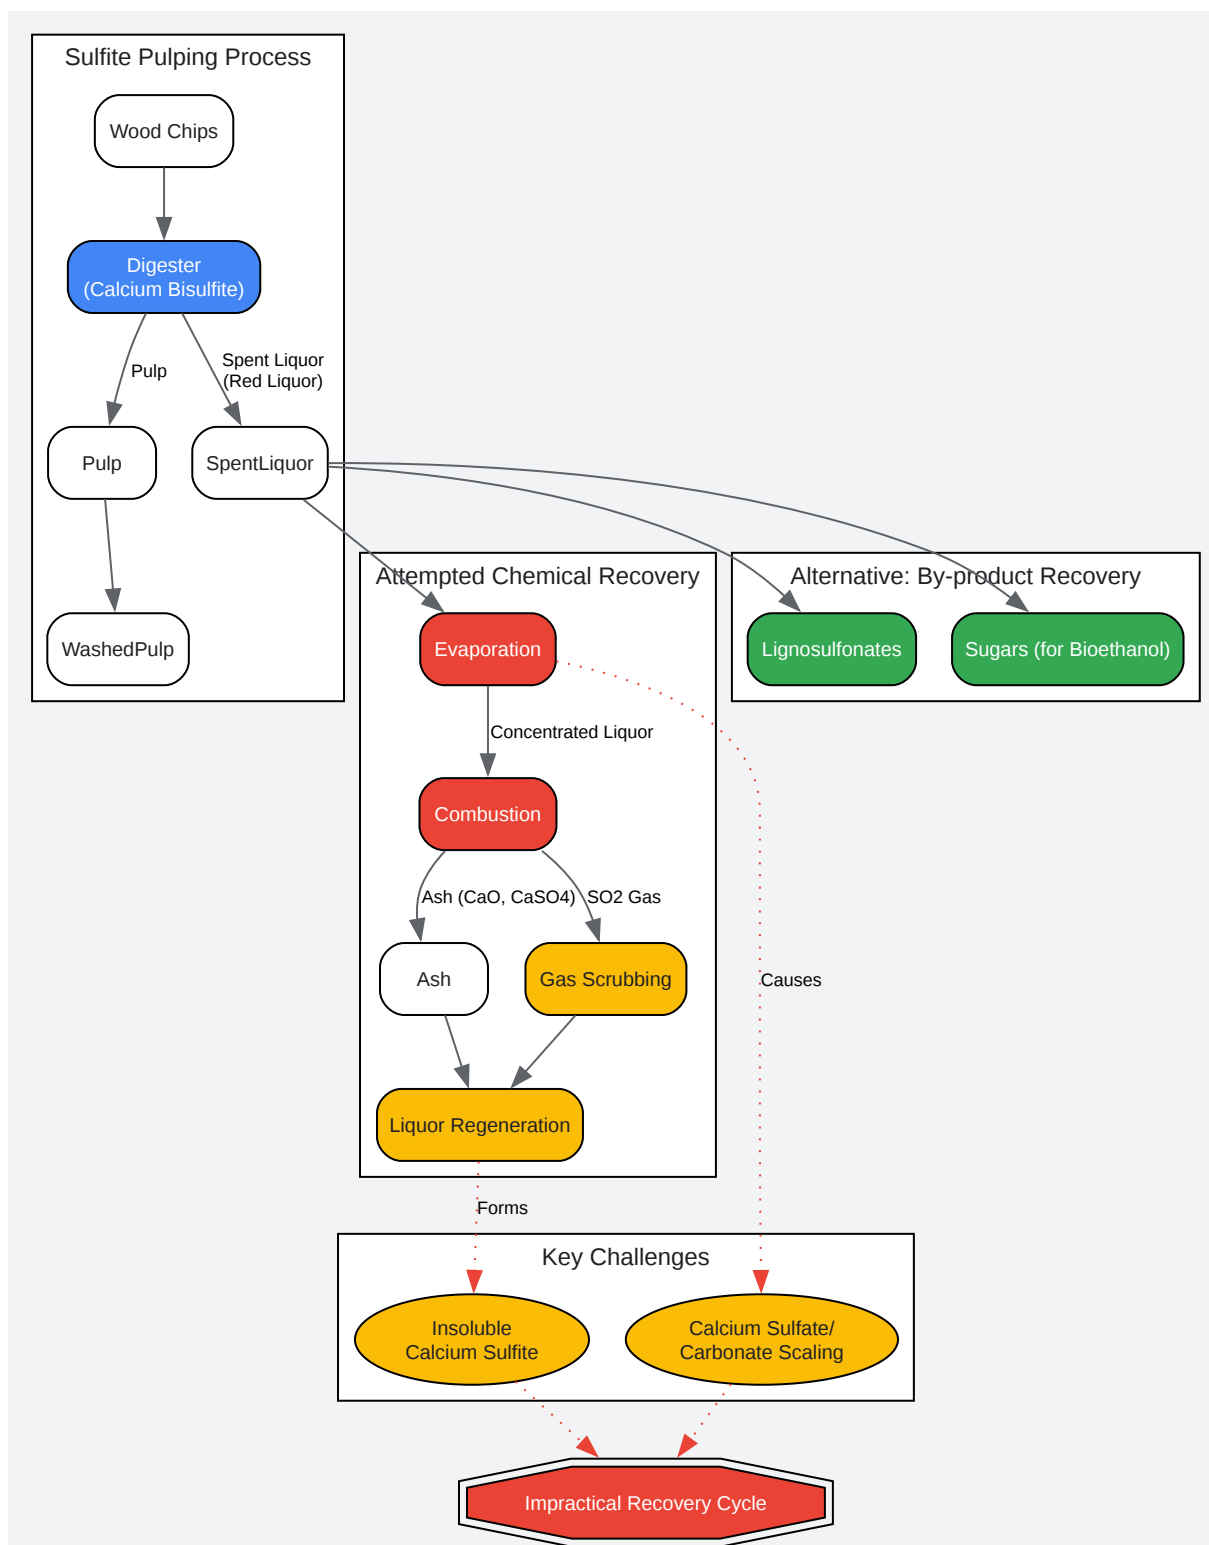 Sulfite Pulping Process
Wood Chips
Digester
(Calcium Bisulfite)
Pulp
Spent Liquor
(Red Liquor)
Pulp
SpentLiquor
WashedPulp
Attempted Chemical Recovery
Evaporation
Concentrated Liquor
Combustion
Ash (CaO, CaSO4)
SO2 Gas
Ash
Gas Scrubbing
Liquor Regeneration
Alternative: By-product Recovery
Lignosulfonates
Sugars (for Bioethanol)
Causes
Forms
Key Challenges
Insoluble
Calcium Sulfite
Calcium Sulfate/
Carbonate Scaling
Impractical Recovery Cycle